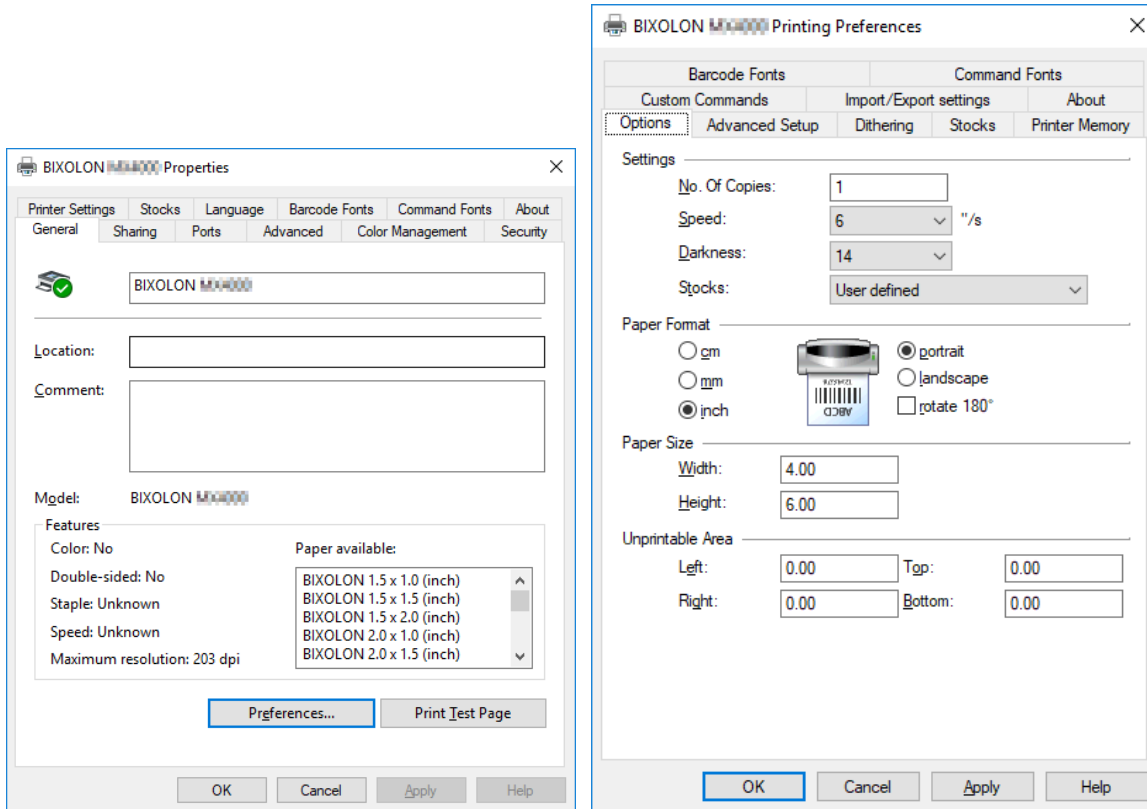 BIXOLON Properties
Printer Settings Stocks Language Barcode Fonts Command Fonts About
General Sharing Ports Advanced Color Management Security
BIXOLON
Location:
Comment:
Model: BIXOLON
Features
Color: No
Double-sided: No
Staple: Unknown
Speed: Unknown
Maximum resolution: 203 dpi
Paper available:
BIXOLON 1.5 x 1.0 (inch)
BIXOLON 1.5 x 1.5 (inch)
BIXOLON 1.5 x 2.0 (inch)
BIXOLON 2.0 x 1.0 (inch)
BIXOLON 2.0 x 1.5 (inch)
Preferences... Print Test Page
OK Cancel Apply Help
BIXOLON Printing Preferences
Barcode Fonts Command Fonts
Custom Commands Import/Export settings About
Options Advanced Setup Dithering Stocks Printer Memory
Settings
No. Of Copies: 1
Speed: 6 "/s
Darkness: 14
Stocks: User defined
Paper Format
cm
mm
inch
ABCD
portrait
landscape
rotate 180°
Paper Size
Width: 4.00
Height: 6.00
Unprintable Area
Left: 0.00 Top: 0.00
Right: 0.00 Bottom: 0.00
OK Cancel Apply Help